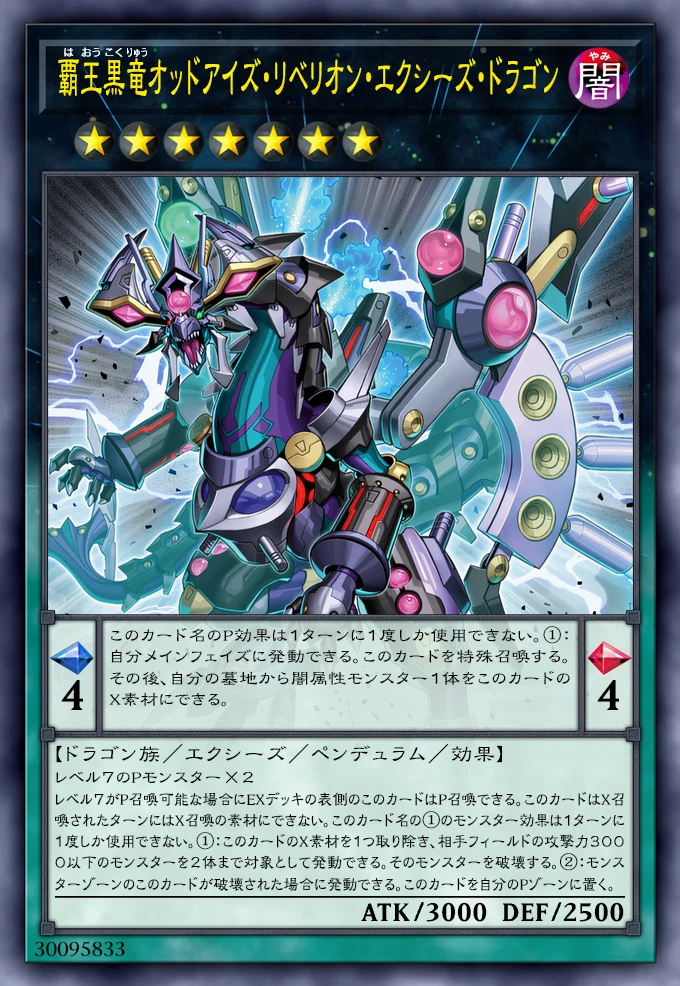 はおうこくりゅう
覇王黒竜オッドアイズ・リベリオン・エクシーズ・ドラゴン
やみ
闇
このカード名のP効果は1ターンに1度しか使用できない。①:
自分メインフェイズに発動できる。このカードを特殊召喚する。
その後、自分の墓地から闇属性モンスター1体をこのカードの
X素材にできる。
4
4
【ドラゴン族/エクシーズ/ペンデュラム/効果】
レベル7のPモンスター×2
レベル7がP召喚可能な場合にEXデッキの表側のこのカードはP召喚できる。このカードはX召
喚されたターンにはX召喚の素材にできない。このカード名の①のモンスター効果は1ターンに
1度しか使用できない。①:このカードのX素材を1つ取り除き、相手フィールドの攻撃力300
0以下のモンスターを2体まで対象として発動できる。そのモンスターを破壊する。②:モンス
ターゾーンのこのカードが破壊された場合に発動できる。このカードを自分のPゾーンに置く。
ATK/3000 DEF/2500
30095833